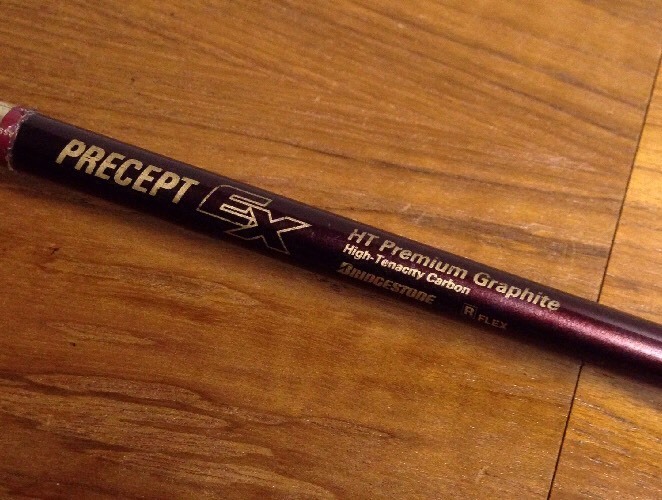 PRECEPT EX
HT Premium Graphite
High-Tenacity Carbon
BRIDGESTONE
R FLEX